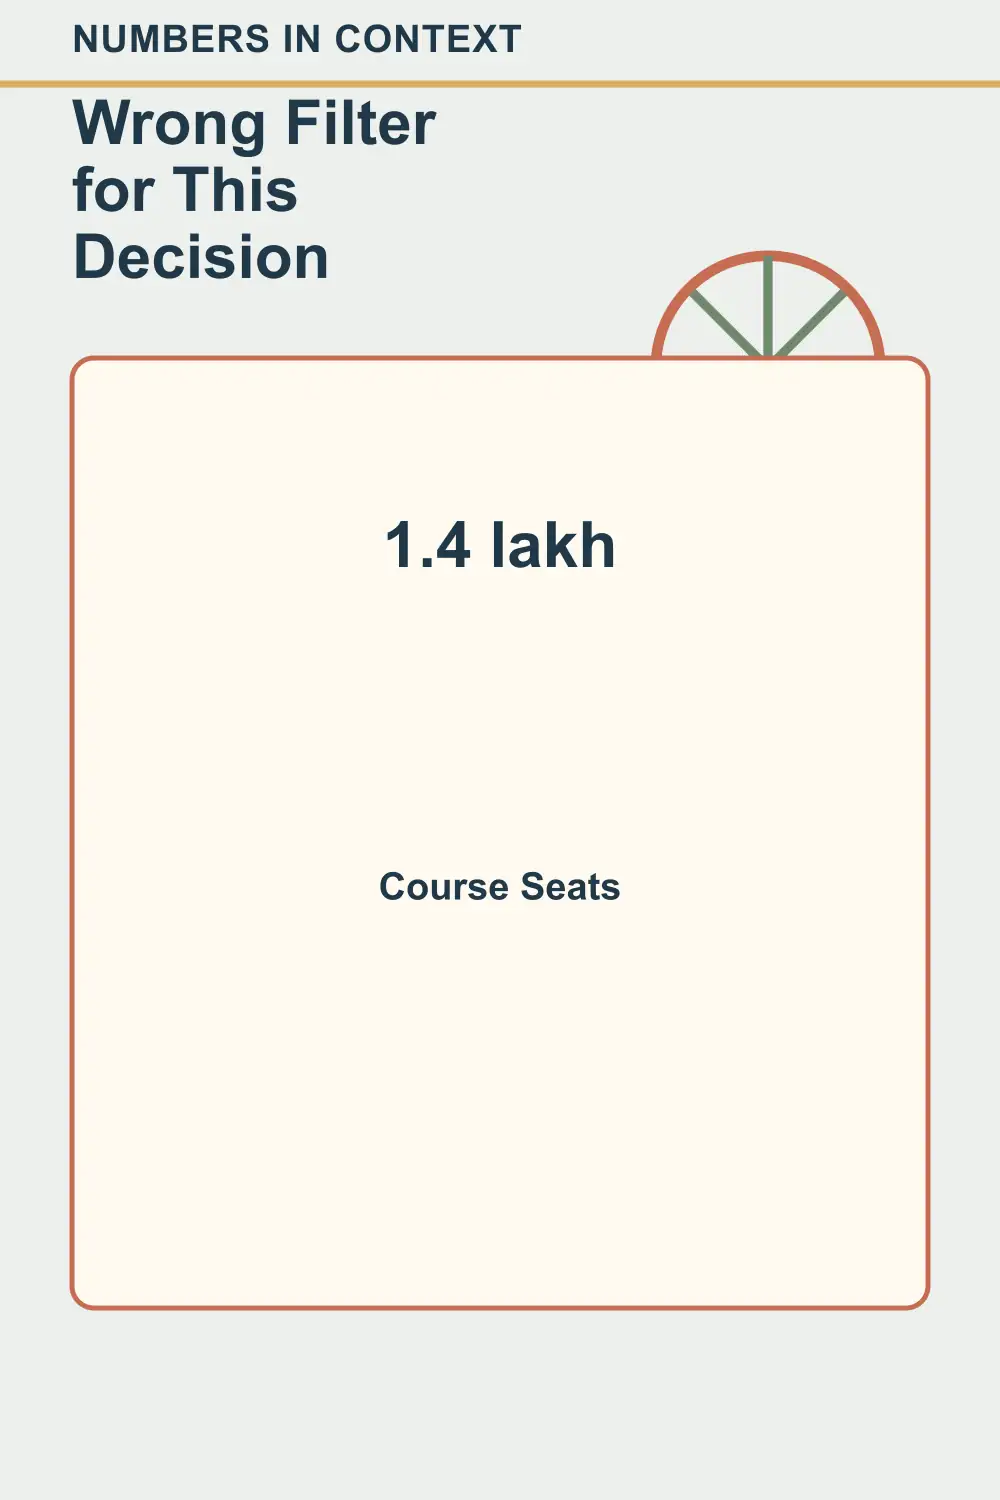 NUMBERS IN CONTEXT
Wrong Filter
for This
Decision
1.4 lakh
Course Seats